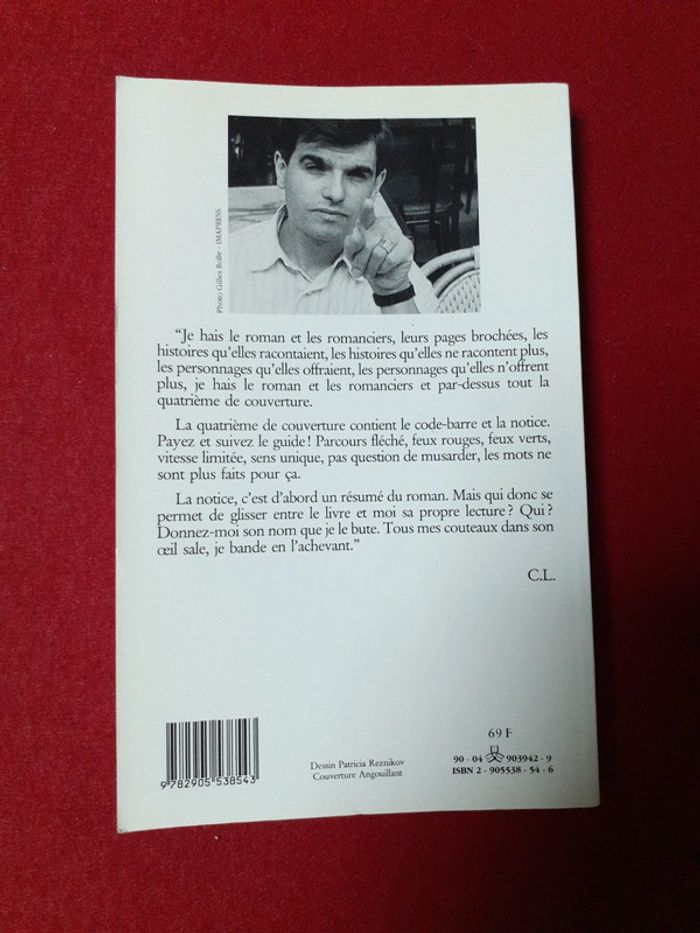 Photo Gilles Rolle - IMAPRESS
“Je hais le roman et les romanciers, leurs pages brochées, les
histoires qu’elles racontaient, les histoires qu’elles ne racontent plus,
les personnages qu’elles offraient, les personnages qu’elles n’offrent
plus, je hais le roman et les romanciers et par-dessus tout la
quatrième de couverture.
La quatrième de couverture contient le code-barre et la notice.
Payez et suivez le guide ! Parcours fléché, feux rouges, feux verts,
vitesse limitée, sens unique, pas question de musarder, les mots ne
sont plus faits pour ça.
La notice, c’est d’abord un résumé du roman. Mais qui donc se
permet de glisser entre le livre et moi sa propre lecture ? Qui ?
Donnez-moi son nom que je le bute. Tous mes couteaux dans son
œil sale, je bande en l’achevant.”
C.L.
9 782905 538543
Dessin Patricia Reznikov
Couverture Angouillant
69 F
90 - 04 903942 - 9
ISBN 2 - 905538 - 54 - 6